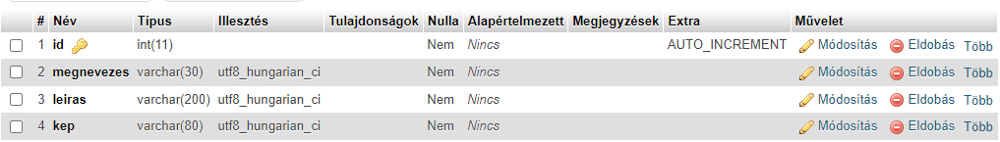 # Név Típus Illesztés Tulajdonságok Nulla Alapértelmezett Megjegyzések Extra Művelet
1 id int(11) Nem Nincs AUTO_INCREMENT Módosítás Eldobás Több
2 megnevezes varchar(30) utf8_hungarian_ci Nem Nincs Módosítás Eldobás Több
3 leiras varchar(200) utf8_hungarian_ci Nem Nincs Módosítás Eldobás Több
4 kep varchar(80) utf8_hungarian_ci Nem Nincs Módosítás Eldobás Több